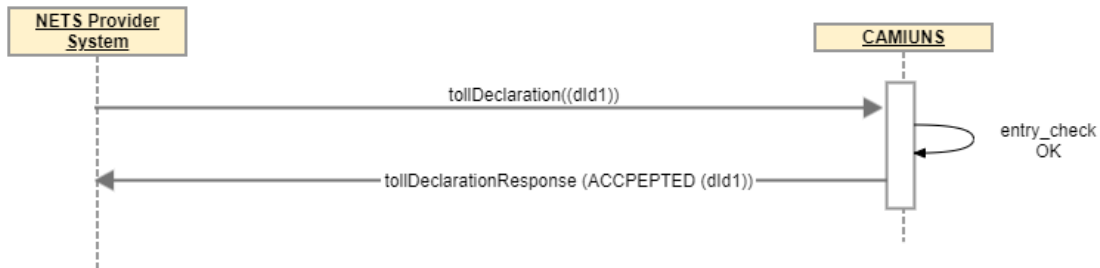 NETS Provider
System
CAMIUNS
tollDeclaration((dId1))
entry_check
OK
tollDeclarationResponse (ACCPEPTED (dId1))